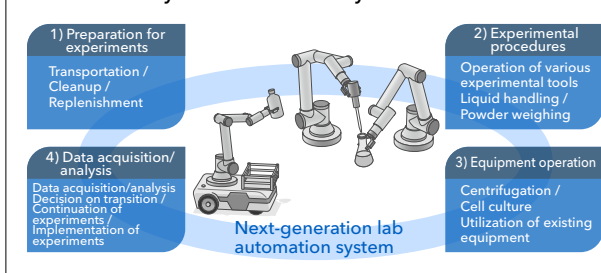 1) Preparation for
experiments
Transportation /
Cleanup /
Replenishment
2) Experimental
procedures
Operation of various
experimental tools
Liquid handling /
Powder weighing
4) Data acquisition/
analysis
Data acquisition/analysis
Decision on transition /
Continuation of
experiments /
Implementation of
experiments
3) Equipment operation
Centrifugation /
Cell culture
Utilization of existing
equipment
Next-generation lab
automation system